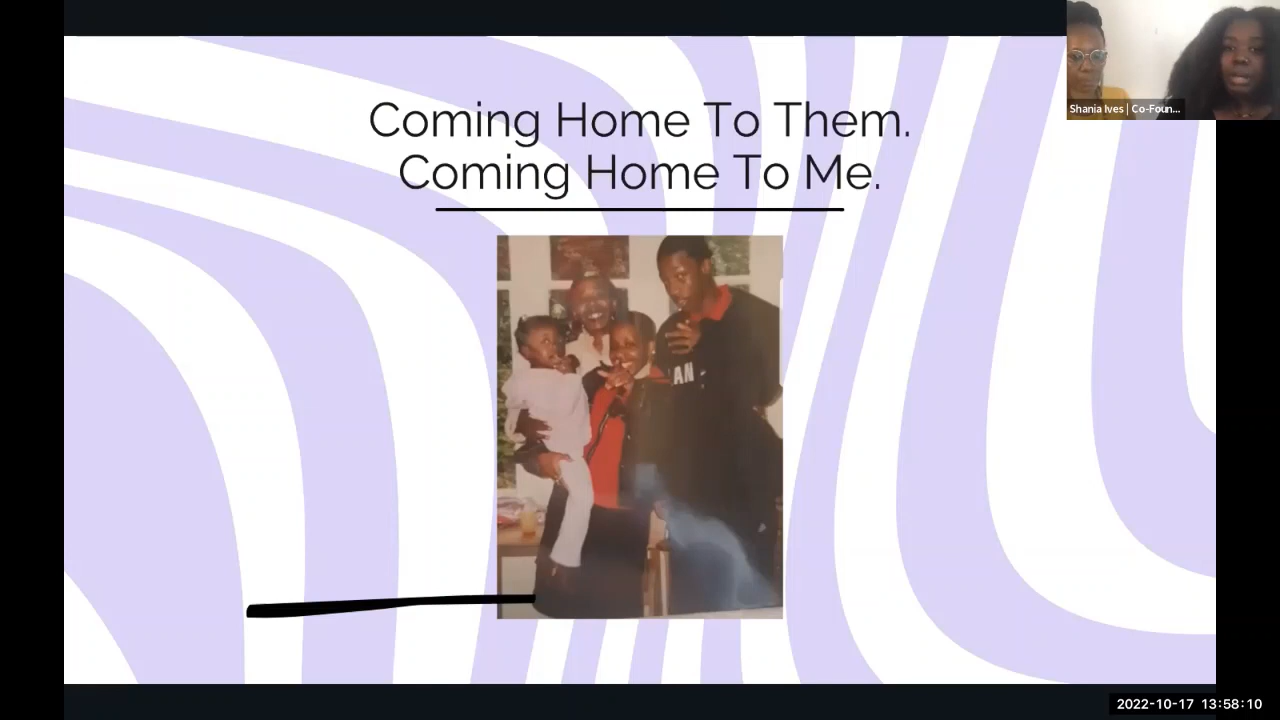 Coming Home To Them.
Coming Home To Me.
Shania Ives | Co-Foun...
AN
2022-10-17 13:58:10